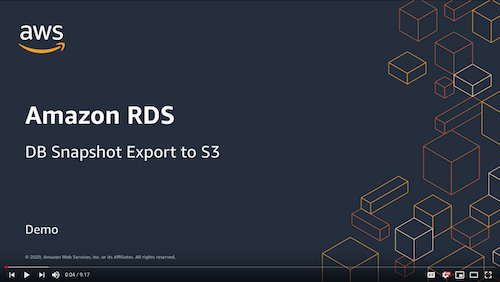 aws
Amazon RDS
DB Snapshot Export to S3
Demo
© 2020, Amazon Web Services, Inc. or its Affiliates. All rights reserved.
0:04 / 9:17